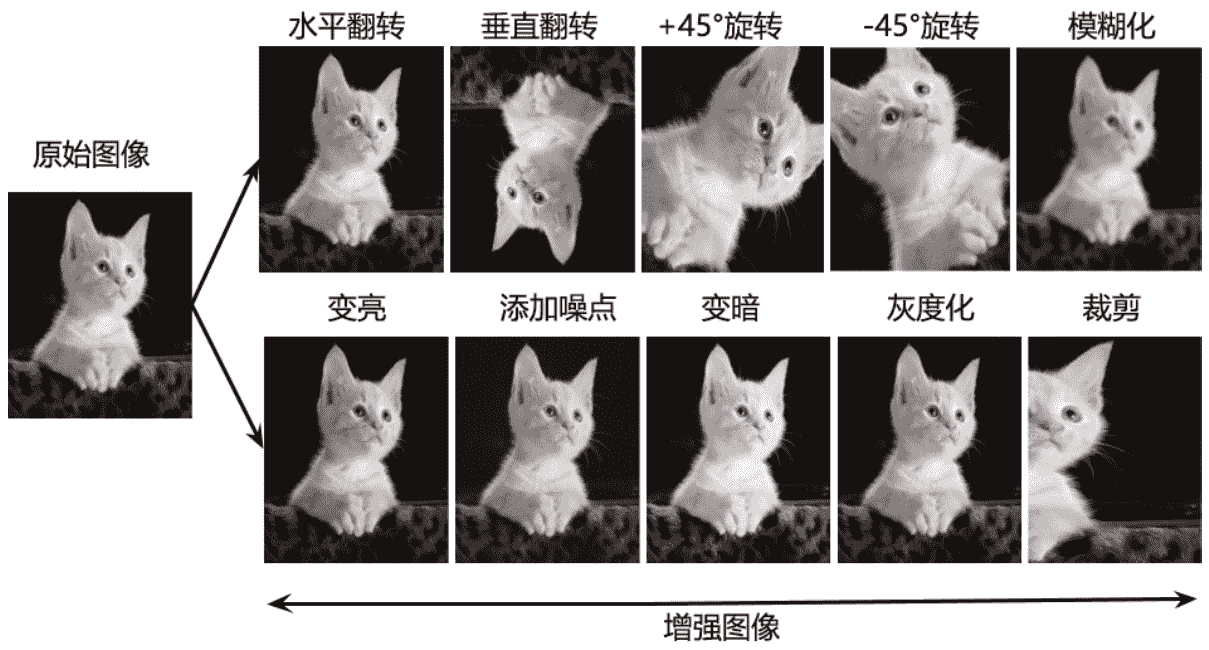 水平翻转
垂直翻转
+45°旋转
-45°旋转
模糊化
原始图像
变亮
添加噪点
变暗
灰度化
裁剪
增强图像